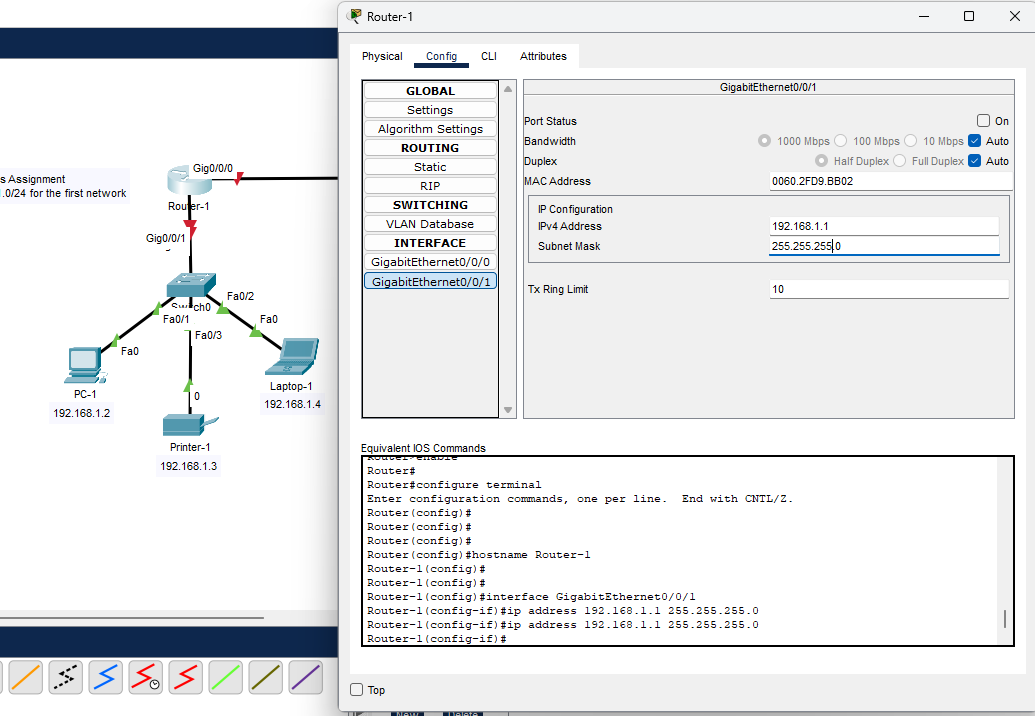 Router-1
Physical
Config
CLI
Attributes
GLOBAL
Settings
Algorithm Settings
ROUTING
Static
RIP
SWITCHING
VLAN Database
INTERFACE
GigabitEthernet0/0/0
GigabitEthernet0/0/1
GigabitEthernet0/0/1
Port Status On
Bandwidth 1000 Mbps 100 Mbps 10 Mbps Auto
Duplex Half Duplex Full Duplex Auto
MAC Address 0060.2FD9.BB02
IP Configuration
IPv4 Address 192.168.1.1
Subnet Mask 255.255.255.0
Tx Ring Limit 10
Equivalent IOS Commands
Router>enable
Router#
Router#configure terminal
Enter configuration commands, one per line. End with CNTL/Z.
Router(config)#
Router(config)#
Router(config)#
Router(config)#hostname Router-1
Router-1(config)#
Router-1(config)#
Router-1(config)#interface GigabitEthernet0/0/1
Router-1(config-if)#ip address 192.168.1.1 255.255.255.0
Router-1(config-if)#ip address 192.168.1.1 255.255.255.0
Router-1(config-if)#
Top
s Assignment
.0/24 for the first network
Gig0/0/0
Router-1
Gig0/0/1
Switch0
Fa0/2
Fa0/1
Fa0/3
Fa0
Fa0
0
PC-1
192.168.1.2
Laptop-1
192.168.1.4
Printer-1
192.168.1.3
New
Delete